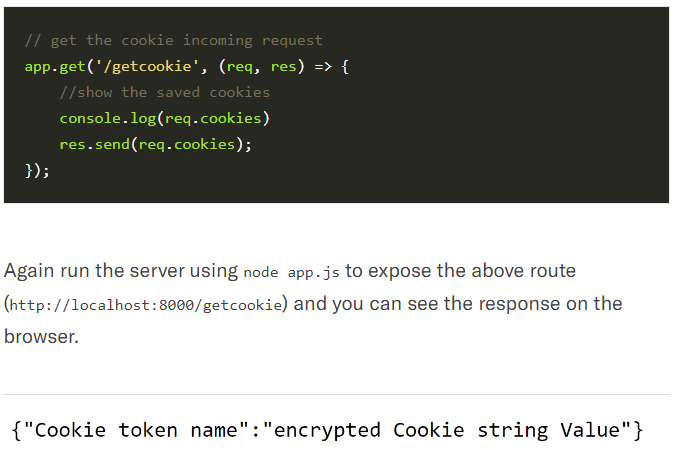 // get the cookie incoming request
app.get('/getcookie', (req, res) => {
    //show the saved cookies
    console.log(req.cookies)
    res.send(req.cookies);
});
Again run the server using node app.js to expose the above route
(http://localhost:8000/getcookie) and you can see the response on the
browser.
{"Cookie token name":"encrypted Cookie string Value"}